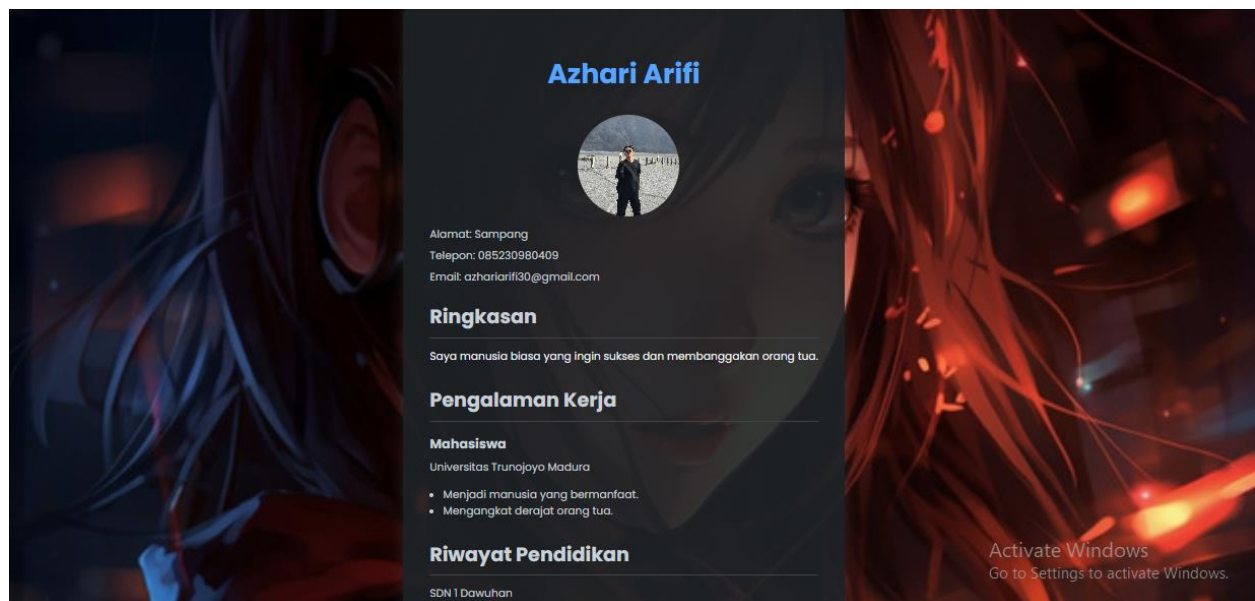 Azhari Arifi
Alamat: Sampang
Telepon: 085230980409
Email: azhariarifi30@gmail.com
Ringkasan
Saya manusia biasa yang ingin sukses dan membanggakan orang tua.
Pengalaman Kerja
Mahasiswa
Universitas Trunojoyo Madura
• Menjadi manusia yang bermanfaat.
• Mengangkat derajat orang tua.
Riwayat Pendidikan
SDN 1 Dawuhan
Activate Windows
Go to Settings to activate Windows.